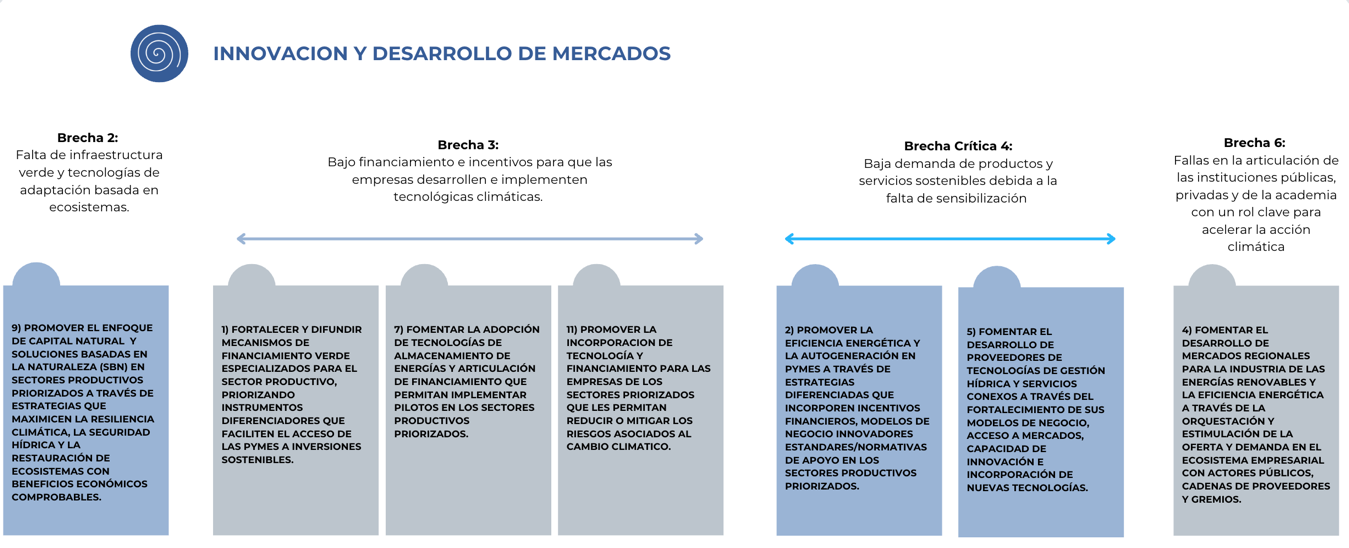 INNOVACION Y DESARROLLO DE MERCADOS
Brecha 2:
Falta de infraestructura
verde y tecnologías de
adaptación basada en
ecosistemas.
Brecha 3:
Bajo financiamiento e incentivos para que las
empresas desarrollen e implementen
tecnológicas climáticas.
Brecha Crítica 4:
Baja demanda de productos y
servicios sostenibles debida a la
falta de sensibilización
Brecha 6:
Fallas en la articulación de
las instituciones públicas,
privadas y de la academia
con un rol clave para
acelerar la acción
climática
9) PROMOVER EL ENFOQUE
DE CAPITAL NATURAL Y
SOLUCIONES BASADAS EN
LA NATURALEZA (SBN) EN
SECTORES PRODUCTIVOS
PRIORIZADOS A TRAVÉS DE
ESTRATEGIAS QUE
MAXIMICEN LA RESILIENCIA
CLIMÁTICA, LA SEGURIDAD
HÍDRICA Y LA
RESTAURACIÓN DE
ECOSISTEMAS CON
BENEFICIOS ECONÓMICOS
COMPROBABLES.
1) FORTALECER Y DIFUNDIR
MECANISMOS DE
FINANCIAMIENTO VERDE
ESPECIALIZADOS PARA EL
SECTOR PRODUCTIVO,
PRIORIZANDO
INSTRUMENTOS
DIFERENCIADORES QUE
FACILITEN EL ACCESO DE
LAS PYMES A INVERSIONES
SOSTENIBLES.
7) FOMENTAR LA ADOPCIÓN
DE TECNOLOGÍAS DE
ALMACENAMIENTO DE
ENERGÍAS Y ARTICULACIÓN
DE FINANCIAMIENTO QUE
PERMITAN IMPLEMENTAR
PILOTOS EN LOS SECTORES
PRODUCTIVOS
PRIORIZADOS.
11) PROMOVER LA
INCORPORACION DE
TECNOLOGÍA Y
FINANCIAMIENTO PARA LAS
EMPRESAS DE LOS
SECTORES PRIORIZADOS
QUE LES PERMITAN
REDUCIR O MITIGAR LOS
RIESGOS ASOCIADOS AL
CAMBIO CLIMATICO.
2) PROMOVER LA
EFICIENCIA ENERGÉTICA Y
LA AUTOGENERACIÓN EN
PYMES A TRAVÉS DE
ESTRATEGIAS
DIFERENCIADAS QUE
INCORPOREN INCENTIVOS
FINANCIEROS, MODELOS DE
NEGOCIO INNOVADORES
ESTANDARES/NORMATIVAS
DE APOYO EN LOS
SECTORES PRODUCTIVOS
PRIORIZADOS.
5) FOMENTAR EL
DESARROLLO DE
PROVEEDORES DE
TECNOLOGÍAS DE GESTIÓN
HÍDRICA Y SERVICIOS
CONEXOS A TRAVÉS DEL
FORTALECIMIENTO DE SUS
MODELOS DE NEGOCIO,
ACCESO A MERCADOS,
CAPACIDAD DE
INNOVACIÓN E
INCORPORACIÓN DE
NUEVAS TECNOLOGÍAS.
4) FOMENTAR EL
DESARROLLO DE
MERCADOS REGIONALES
PARA LA INDUSTRIA DE LAS
ENERGÍAS RENOVABLES Y
LA EFICIENCIA ENERGÉTICA
A TRAVÉS DE LA
ORQUESTACIÓN Y
ESTIMULACIÓN DE LA
OFERTA Y DEMANDA EN EL
ECOSISTEMA EMPRESARIAL
CON ACTORES PÚBLICOS,
CADENAS DE PROVEEDORES
Y GREMIOS.